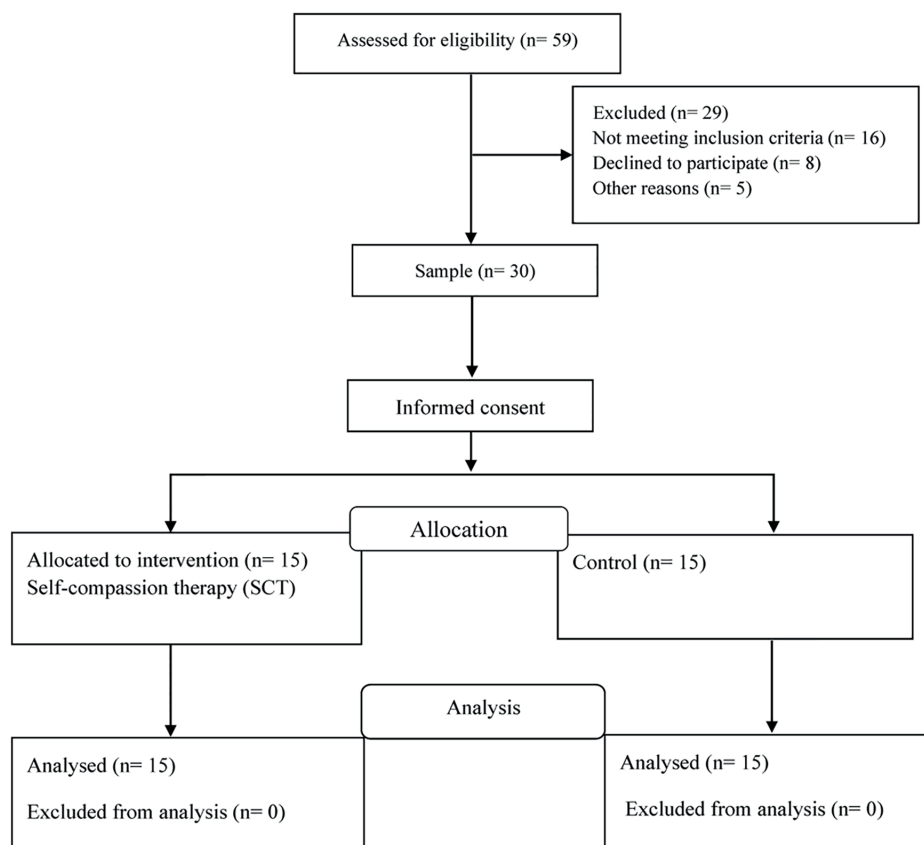 Assessed for eligibility (n= 59)
Excluded (n= 29)
Not meeting inclusion criteria (n= 16)
Declined to participate (n= 8)
Other reasons (n= 5)
Sample (n= 30)
Informed consent
Allocation
Allocated to intervention (n= 15)
Self-compassion therapy (SCT)
Control (n= 15)
Analysis
Analysed (n= 15)
Excluded from analysis (n= 0)
Analysed (n= 15)
Excluded from analysis (n= 0)